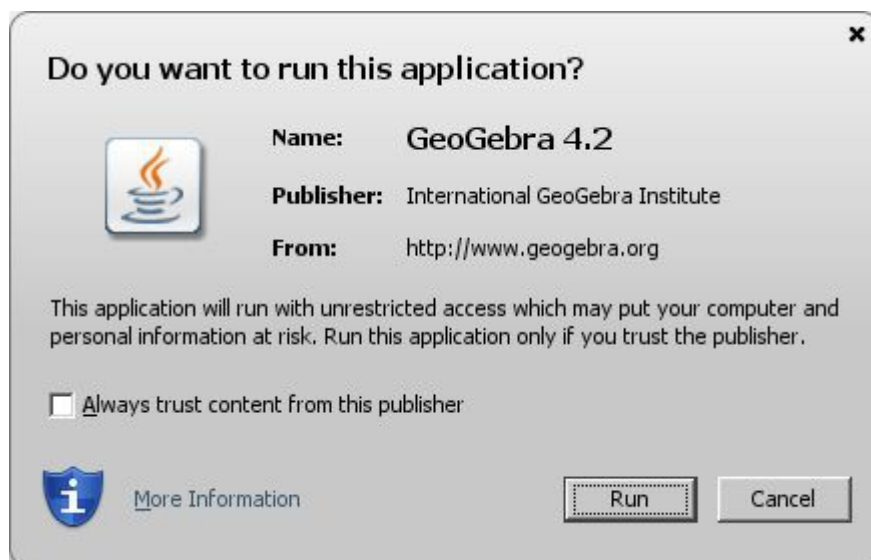 Do you want to run this application?
Name: GeoGebra 4.2
Publisher: International GeoGebra Institute
From: http://www.geogebra.org
This application will run with unrestricted access which may put your computer and
personal information at risk. Run this application only if you trust the publisher.
Always trust content from this publisher
More Information
Run Cancel